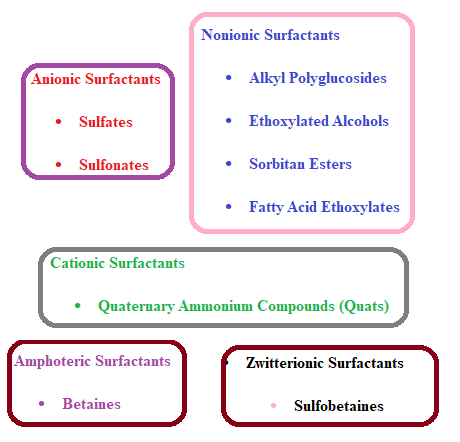 Nonionic Surfactants
• Alkyl Polyglucosides
• Ethoxylated Alcohols
• Sorbitan Esters
• Fatty Acid Ethoxylates
Anionic Surfactants
• Sulfates
• Sulfonates
Cationic Surfactants
• Quaternary Ammonium Compounds (Quats)
Amphoteric Surfactants
• Betaines
• Zwitterionic Surfactants
• Sulfobetaines